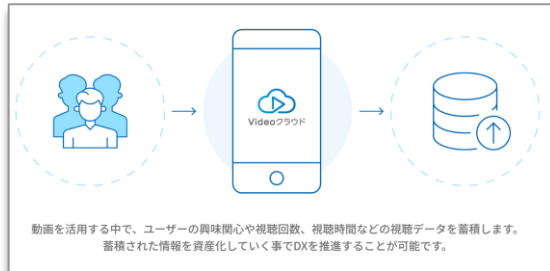 Videoクラウド
動画を活用する中で、ユーザーの興味関心や視聴回数、視聴時間などの視聴データを蓄積します。
蓄積された情報を資産化していく事でDXを推進することが可能です。